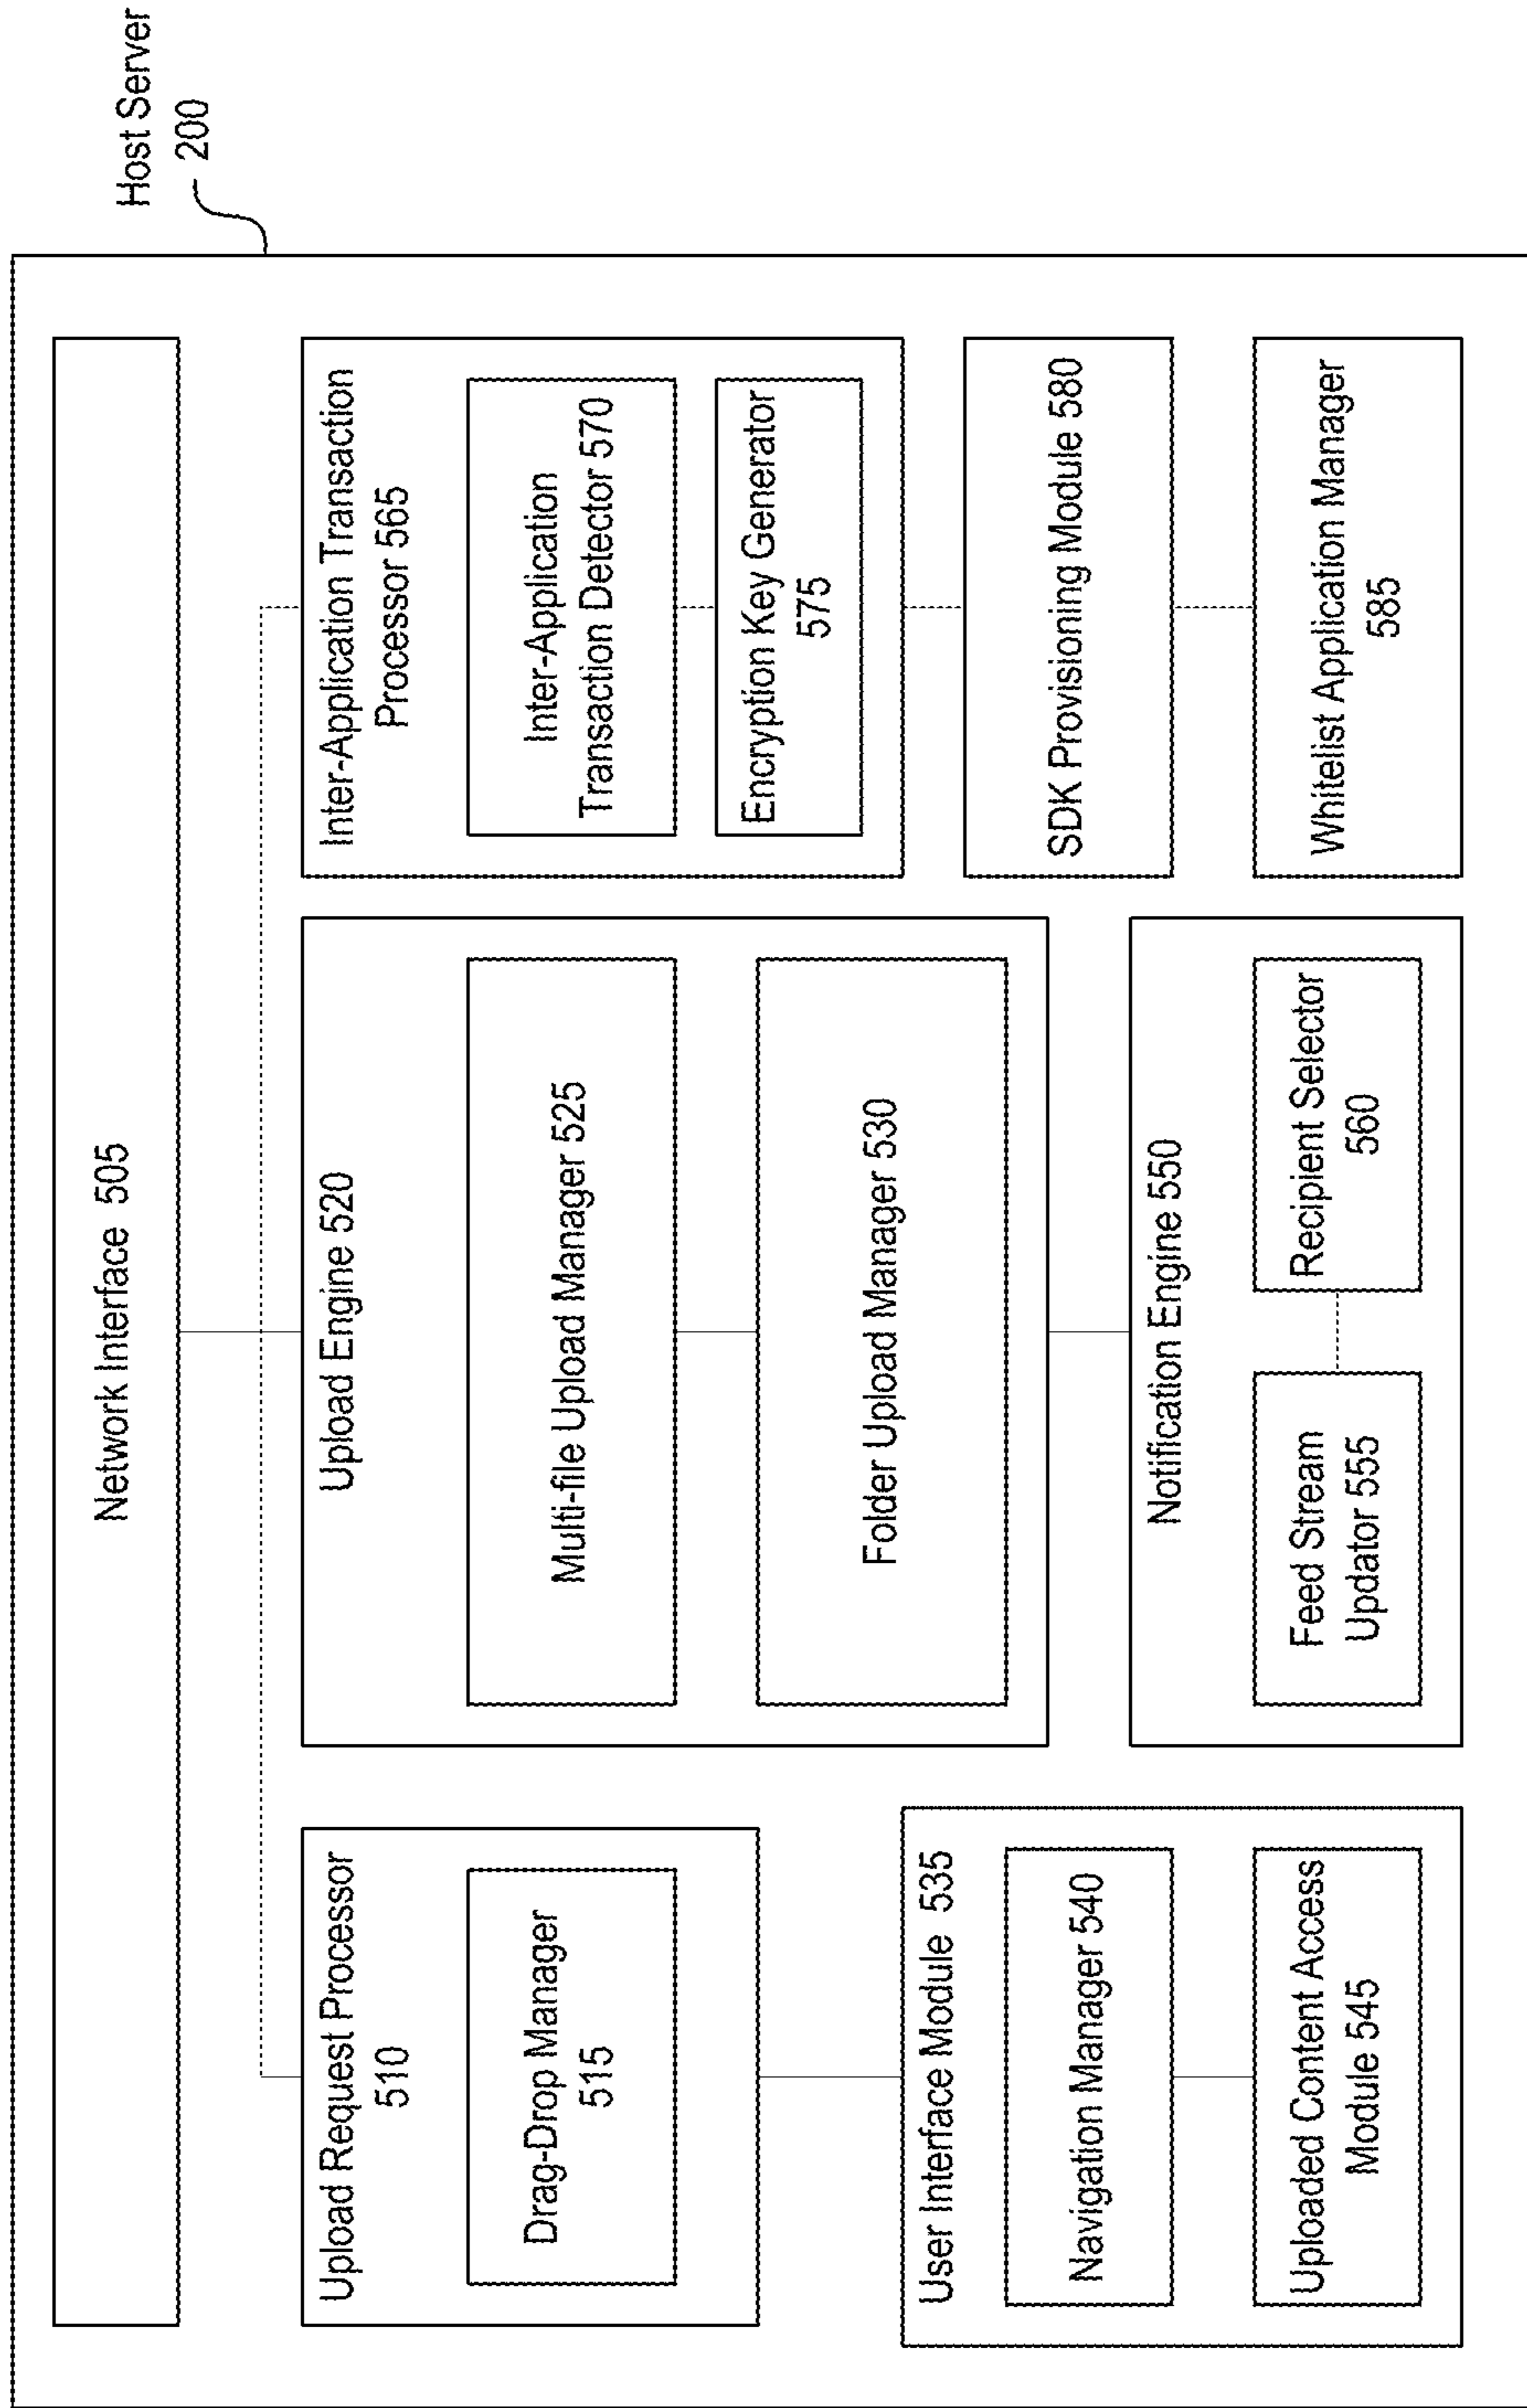 Host Server
200
Network Interface 505
Upload Request Processor
510
Drag-Drop Manager
515
User Interface Module 535
Navigation Manager 540
Uploaded Content Access
Module 545
Upload Engine 520
Multi-file Upload Manager 525
Folder Upload Manager 530
Notification Engine 550
Feed Stream
Updator 555
Recipient Selector
560
Inter-Application Transaction
Processor 565
Inter-Application
Transaction Detector 570
Encryption Key Generator
575
SDK Provisioning Module 580
Whitelist Application Manager
585